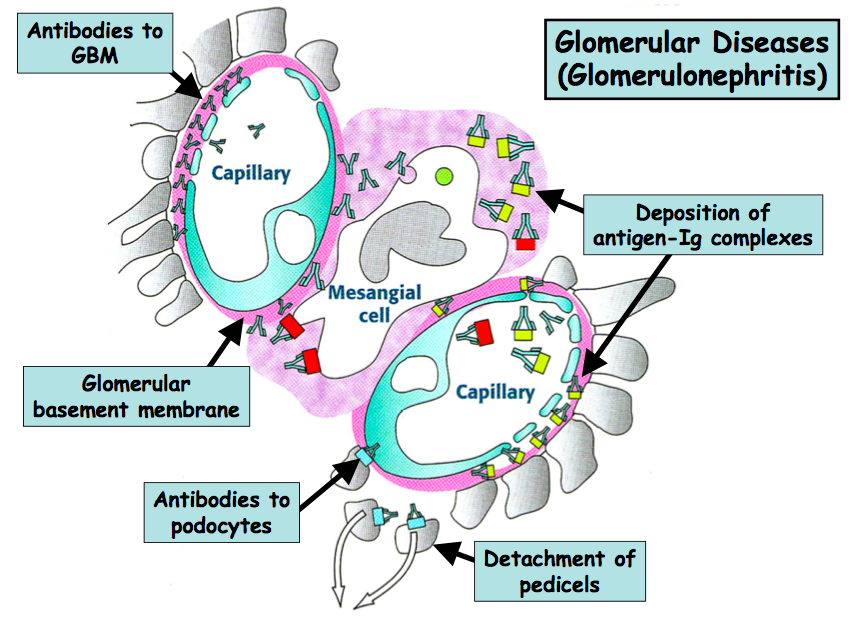 Glomerular Diseases
(Glomerulonephritis)
Antibodies to
GBM
Capillary
Deposition of
antigen-Ig complexes
Mesangial
cell
Glomerular
basement membrane
Capillary
Antibodies to
podocytes
Detachment of
pedicels